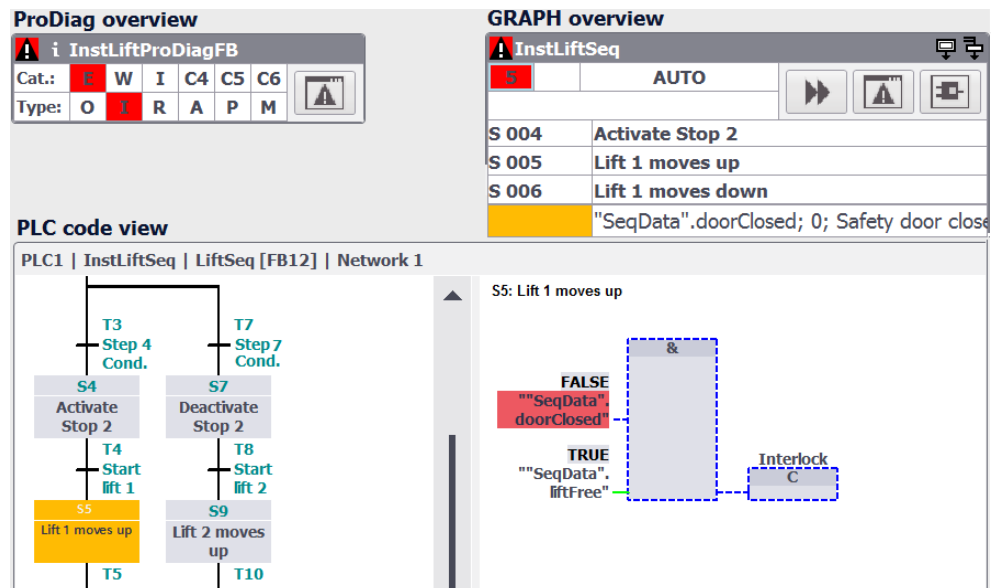 ProDiag overview
i InstLiftProDiagFB
Cat.: E W I C4 C5 C6
Type: O I R A P M
GRAPH overview
InstLiftSeq
5 AUTO
S 004 Activate Stop 2
S 005 Lift 1 moves up
S 006 Lift 1 moves down
"SeqData".doorClosed; 0; Safety door close
PLC code view
PLC1 | InstLiftSeq | LiftSeq [FB12] | Network 1
T3
Step 4
Cond.
T7
Step 7
Cond.
S4
Activate
Stop 2
S7
Deactivate
Stop 2
T4
Start
lift 1
T8
Start
lift 2
S5
Lift 1 moves up
S9
Lift 2 moves
up
T5
T10
S5: Lift 1 moves up
&
FALSE
""SeqData".
doorClosed"
TRUE
""SeqData".
liftFree"
Interlock
C